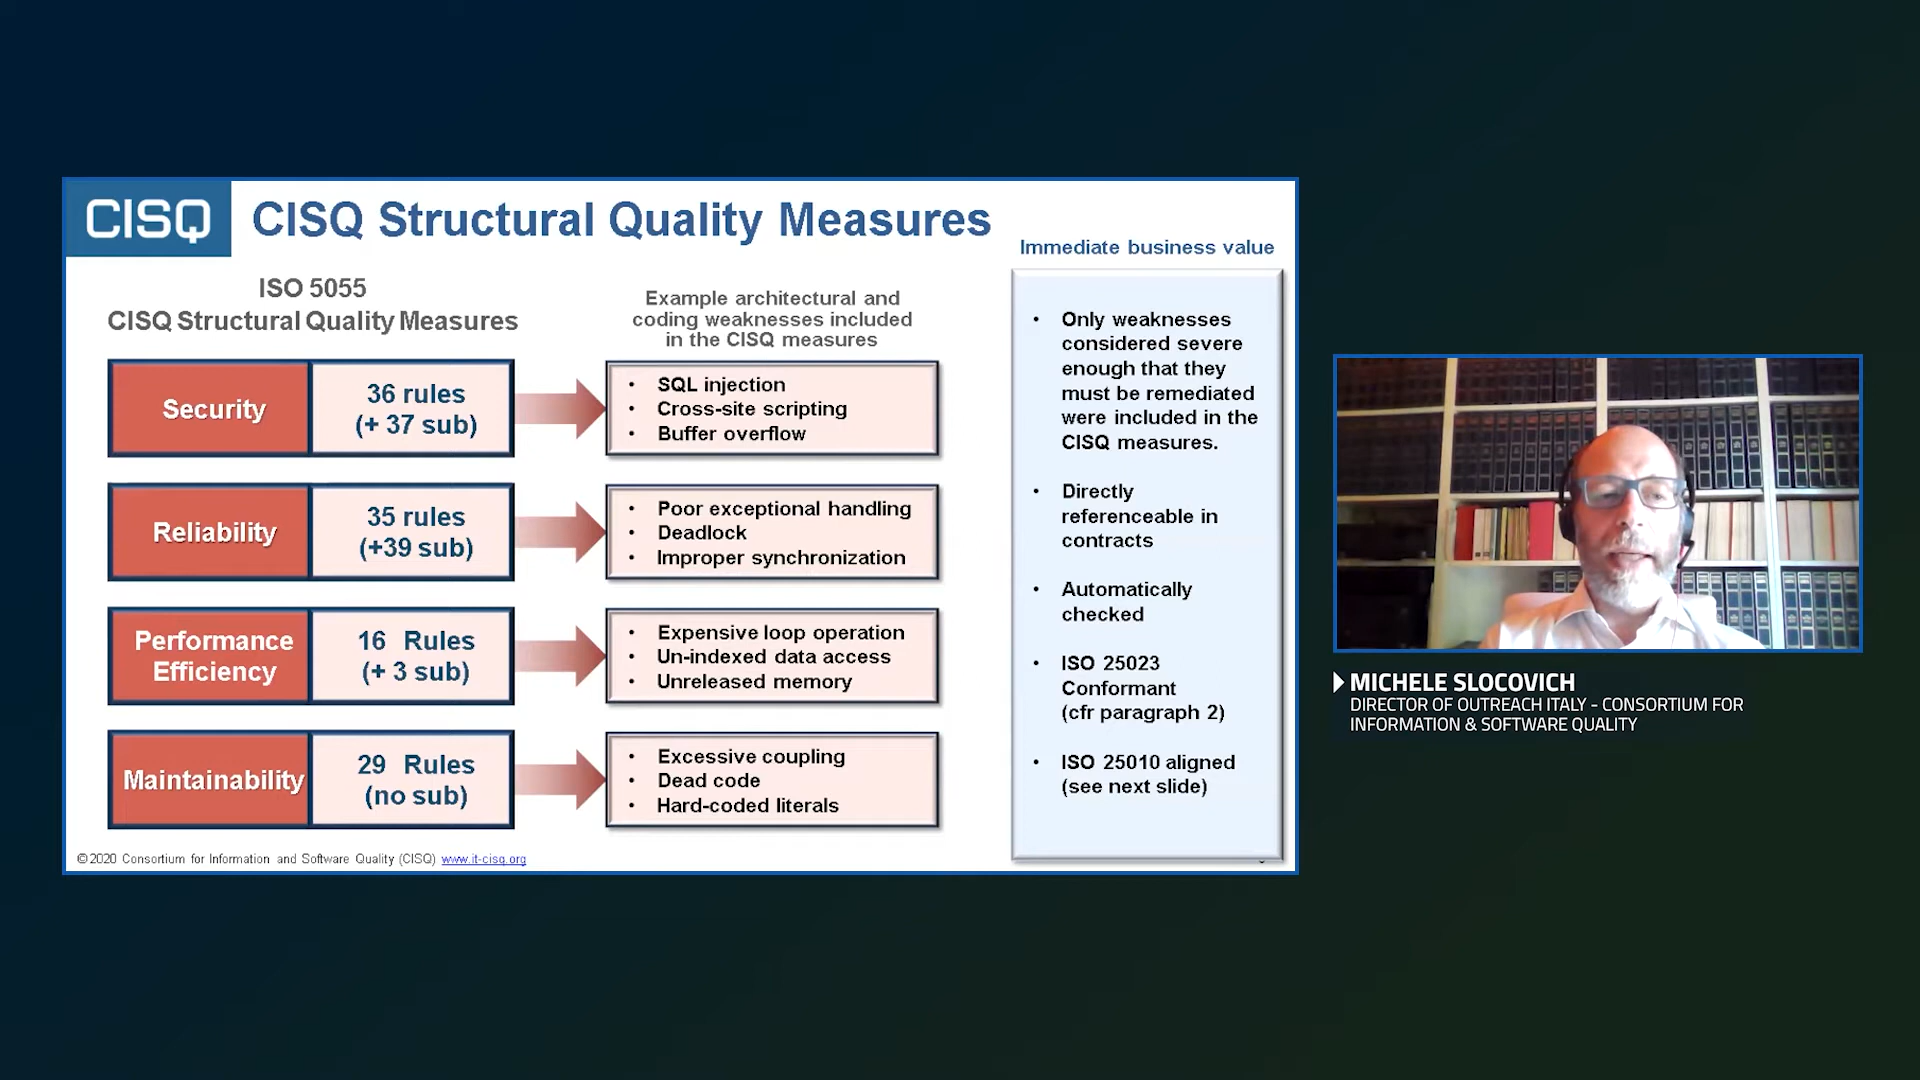 CISQ
CISQ Structural Quality Measures
ISO 5055
CISQ Structural Quality Measures
Example architectural and
coding weaknesses included
in the CISQ measures
Security
36 rules
(+ 37 sub)
• SQL injection
• Cross-site scripting
• Buffer overflow
Reliability
35 rules
(+39 sub)
• Poor exceptional handling
• Deadlock
• Improper synchronization
Performance
Efficiency
16 Rules
(+ 3 sub)
• Expensive loop operation
• Un-indexed data access
• Unreleased memory
Maintainability
29 Rules
(no sub)
• Excessive coupling
• Dead code
• Hard-coded literals
Immediate business value
• Only weaknesses
considered severe
enough that they
must be remediated
were included in the
CISQ measures.
• Directly
referenceable in
contracts
• Automatically
checked
• ISO 25023
Conformant
(cfr paragraph 2)
• ISO 25010 aligned
(see next slide)
©2020 Consortium for Information and Software Quality (CISQ) www.it-cisq.org
MICHELE SLOCOVICH
DIRECTOR OF OUTREACH ITALY - CONSORTIUM FOR
INFORMATION & SOFTWARE QUALITY